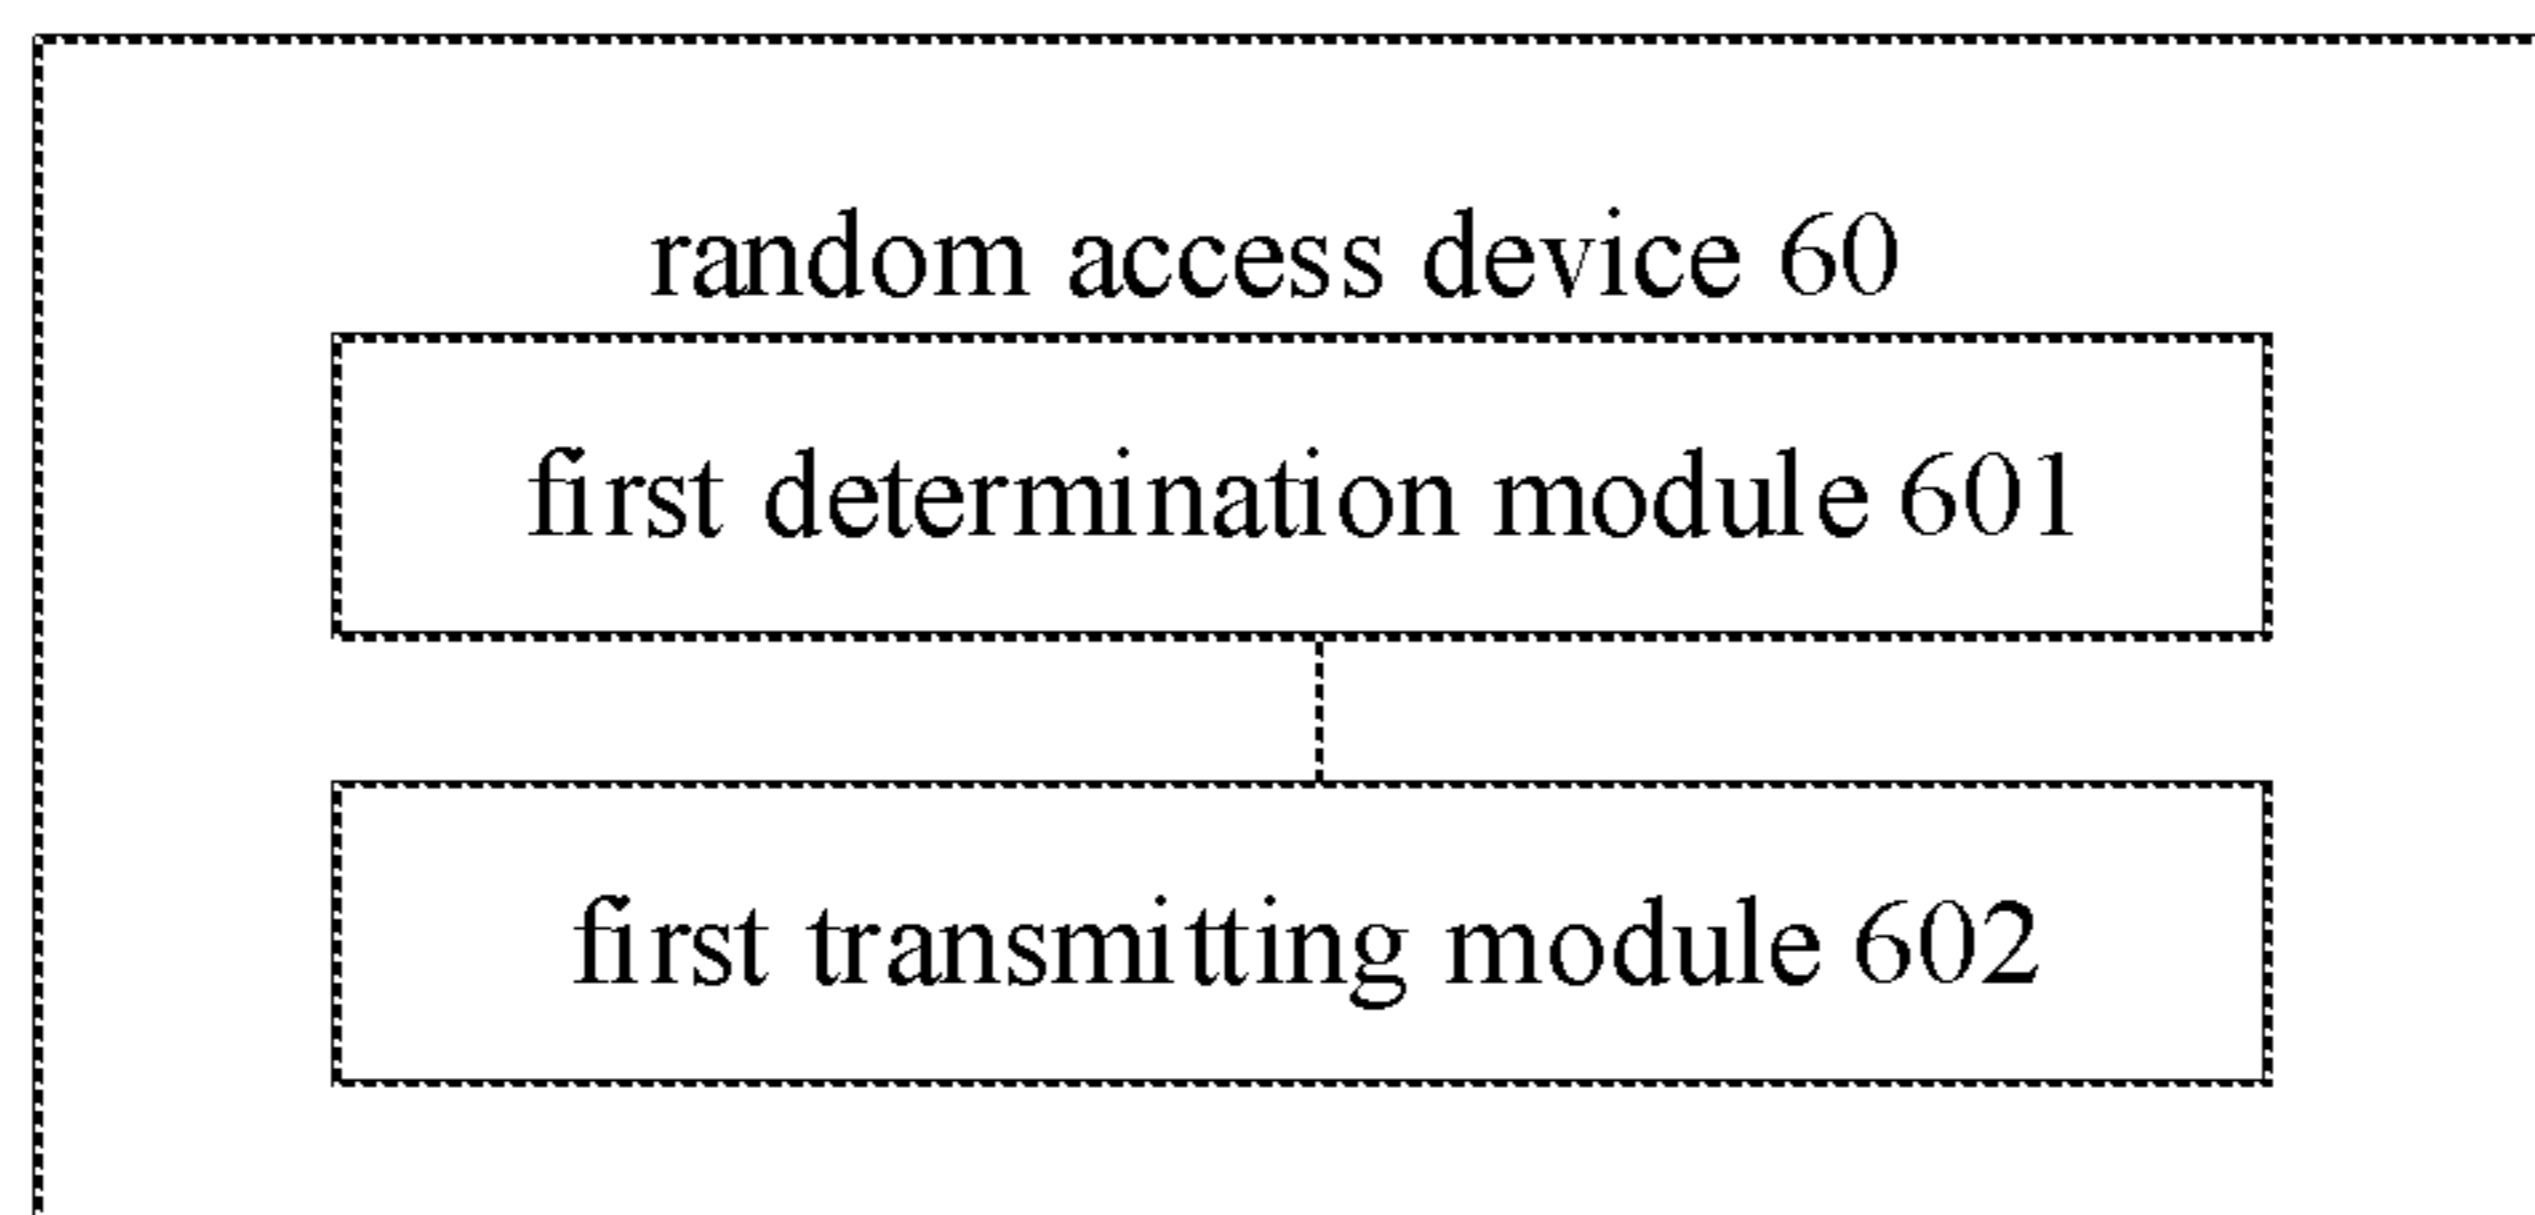 random access device 60
first determination module 601
first transmitting module 602